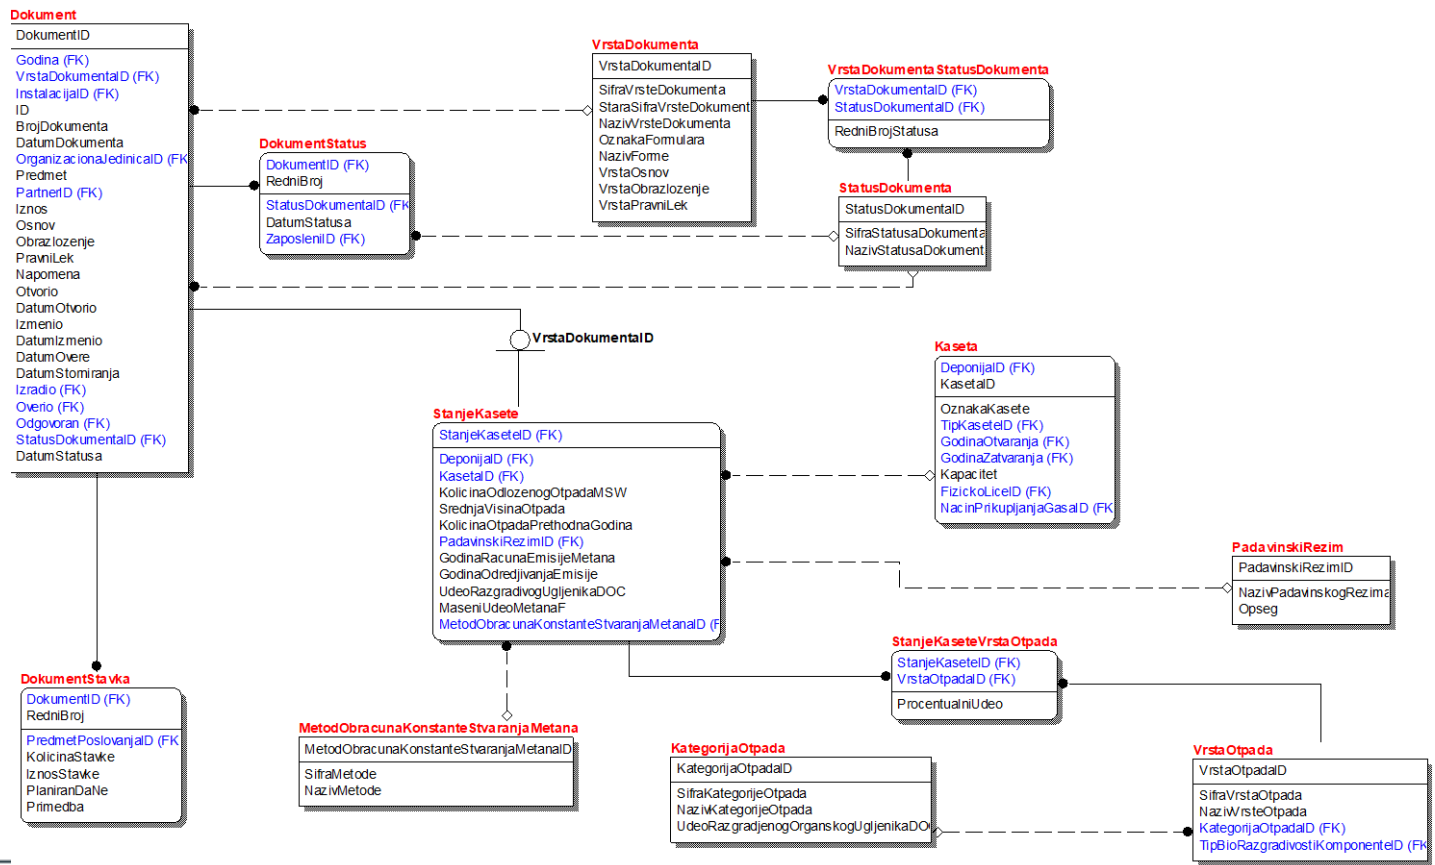 Dokument
DokumentID
Godina (FK)
VrstaDokumentaID (FK)
InstalacijaID (FK)
ID
BrojDokumenta
DatumDokumenta
OrganizacionaJedinicaID (FK
Predmet
PartnerID (FK)
Iznos
Osnov
Obrazlozenje
PravniLek
Napomena
Otvorio
DatumOtvorio
Izmenio
DatumIzmenio
DatumOvere
DatumStorniranja
Izradio (FK)
Overio (FK)
Odgovoran (FK)
StatusDokumentaID (FK)
DatumStatusa
DokumentStatus
DokumentID (FK)
RedniBroj
StatusDokumentaID (FK
DatumStatusa
ZaposleniID (FK)
VrstaDokumenta
VrstaDokumentaID
SifraVrsteDokumenta
StaraSifraVrsteDokument
NazivVrsteDokumenta
OznakaFormulara
NazivForme
VrstaOsnov
VrstaObrazlozenje
VrstaPravniLek
VrstaDokumentaStatusDokumenta
VrstaDokumentaID (FK)
StatusDokumentaID (FK)
RedniBrojStatusa
StatusDokumenta
StatusDokumentaID
SifraStatusaDokumenta
NazivStatusaDokument
VrstaDokumentaID
Kaseta
DeponijaID (FK)
KasetaID
OznakaKasete
TipKaseteID (FK)
GodinaOtvaranja (FK)
GodinaZatvaranja (FK)
Kapacitet
FizickoLiceID (FK)
NacinPrikupljanjaGasaID (FK
StanjeKasete
StanjeKaseteID (FK)
DeponijaID (FK)
KasetaID (FK)
KolicinaOdlozenogOtpadaMSW
SrednjaVisinaOtpada
KolicinaOtpadaPrethodnaGodina
PadavinskiRezimID (FK)
GodinaRacunaEmisijeMetana
GodinaOdredjivanjaEmisije
UdeoRazgradivogUgljenikaDOC
MaseniUdeoMetanaF
MetodObracunaKonstanteStvaranjaMetanaID (F
PadavinskiRezim
PadavinskiRezimID
NazivPadavinskogRezima
Opseg
StanjeKaseteVrstaOtpada
StanjeKaseteID (FK)
VrstaOtpadaID (FK)
ProcentualniUdeo
DokumentStavka
DokumentID (FK)
RedniBroj
PredmetPoslovanjaID (FK
KolicinaStavke
IznosStavke
PlaniranDaNe
Primedba
MetodObracunaKonstanteStvaranjaMetana
MetodObracunaKonstanteStvaranjaMetanaID
SifraMetode
NazivMetode
KategorijaOtpada
KategorijaOtpadaID
SifraKategorijeOtpada
NazivKategorijeOtpada
UdeoRazgradjenogOrganskogUgljenikaDO
VrstaOtpada
VrstaOtpadaID
SifraVrstaOtpada
NazivVrsteOtpada
KategorijaOtpadaID (FK)
TipBioRazgradivostiKomponenteID (FK